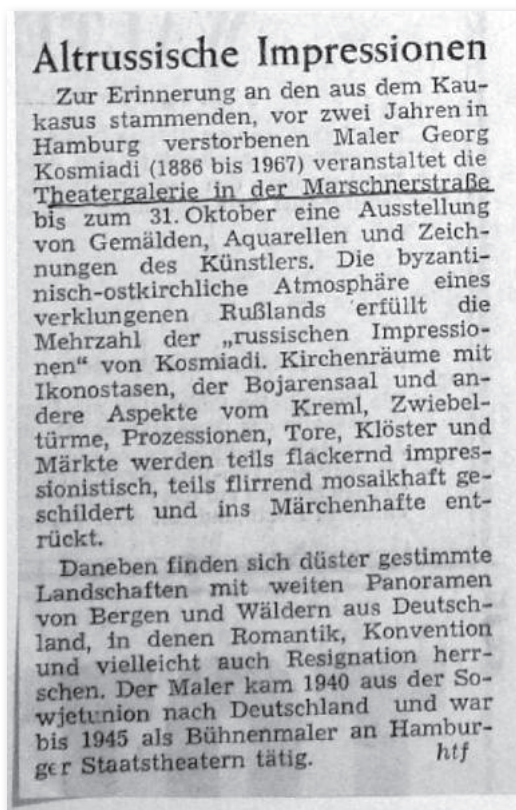 Altrussische Impressionen
Zur Erinnerung an den aus dem Kau-
kasus stammenden, vor zwei Jahren in
Hamburg verstorbenen Maler Georg
Kosmiadi (1886 bis 1967) veranstaltet die
Theatergalerie in der Marschnerstraße
bis zum 31. Oktober eine Ausstellung
von Gemälden, Aquarellen und Zeich-
nungen des Künstlers. Die byzanti-
nisch-ostkirchliche Atmosphäre eines
verklungenen Rußlands erfüllt die
Mehrzahl der „russischen Impressio-
nen“ von Kosmiadi. Kirchenräume mit
Ikonostasen, der Bojarensaal und an-
dere Aspekte vom Kreml, Zwiebel-
türme, Prozessionen, Tore, Klöster und
Märkte werden teils flackernd impres-
sionistisch, teils flirrend mosaikhaft ge-
schildert und ins Märchenhafte ent-
rückt.
Daneben finden sich düster gestimmte
Landschaften mit weiten Panoramen
von Bergen und Wäldern aus Deutsch-
land, in denen Romantik, Konvention
und vielleicht auch Resignation herr-
schen. Der Maler kam 1940 aus der So-
wjetunion nach Deutschland und war
bis 1945 als Bühnenmaler an Hambur-
ger Staatstheatern tätig. htf